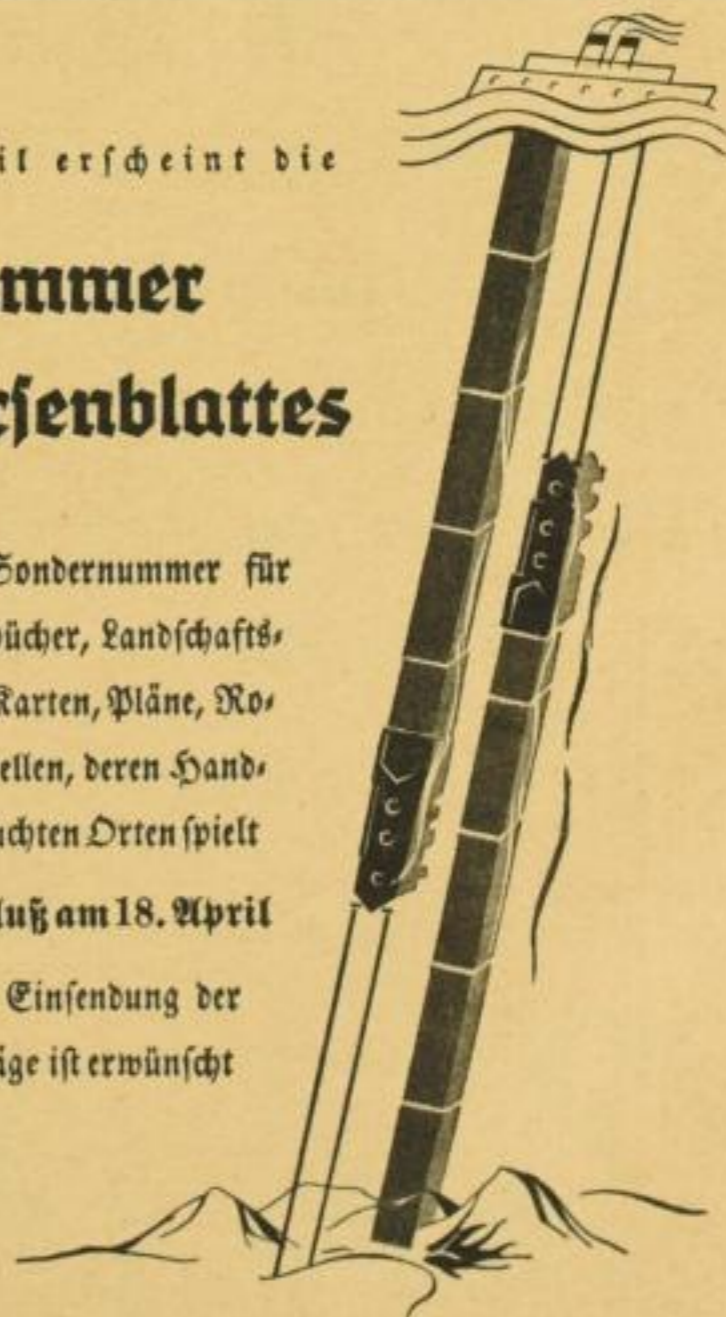 il erscheint die
mmer
rsenblattes
Sondernummer für
bücher, Landschafts-
Karten, Pläne, Ro-
ellen, deren Hand-
uchten Orten spielt
luß am 18. April
Einsendung der
äge ist erwünscht